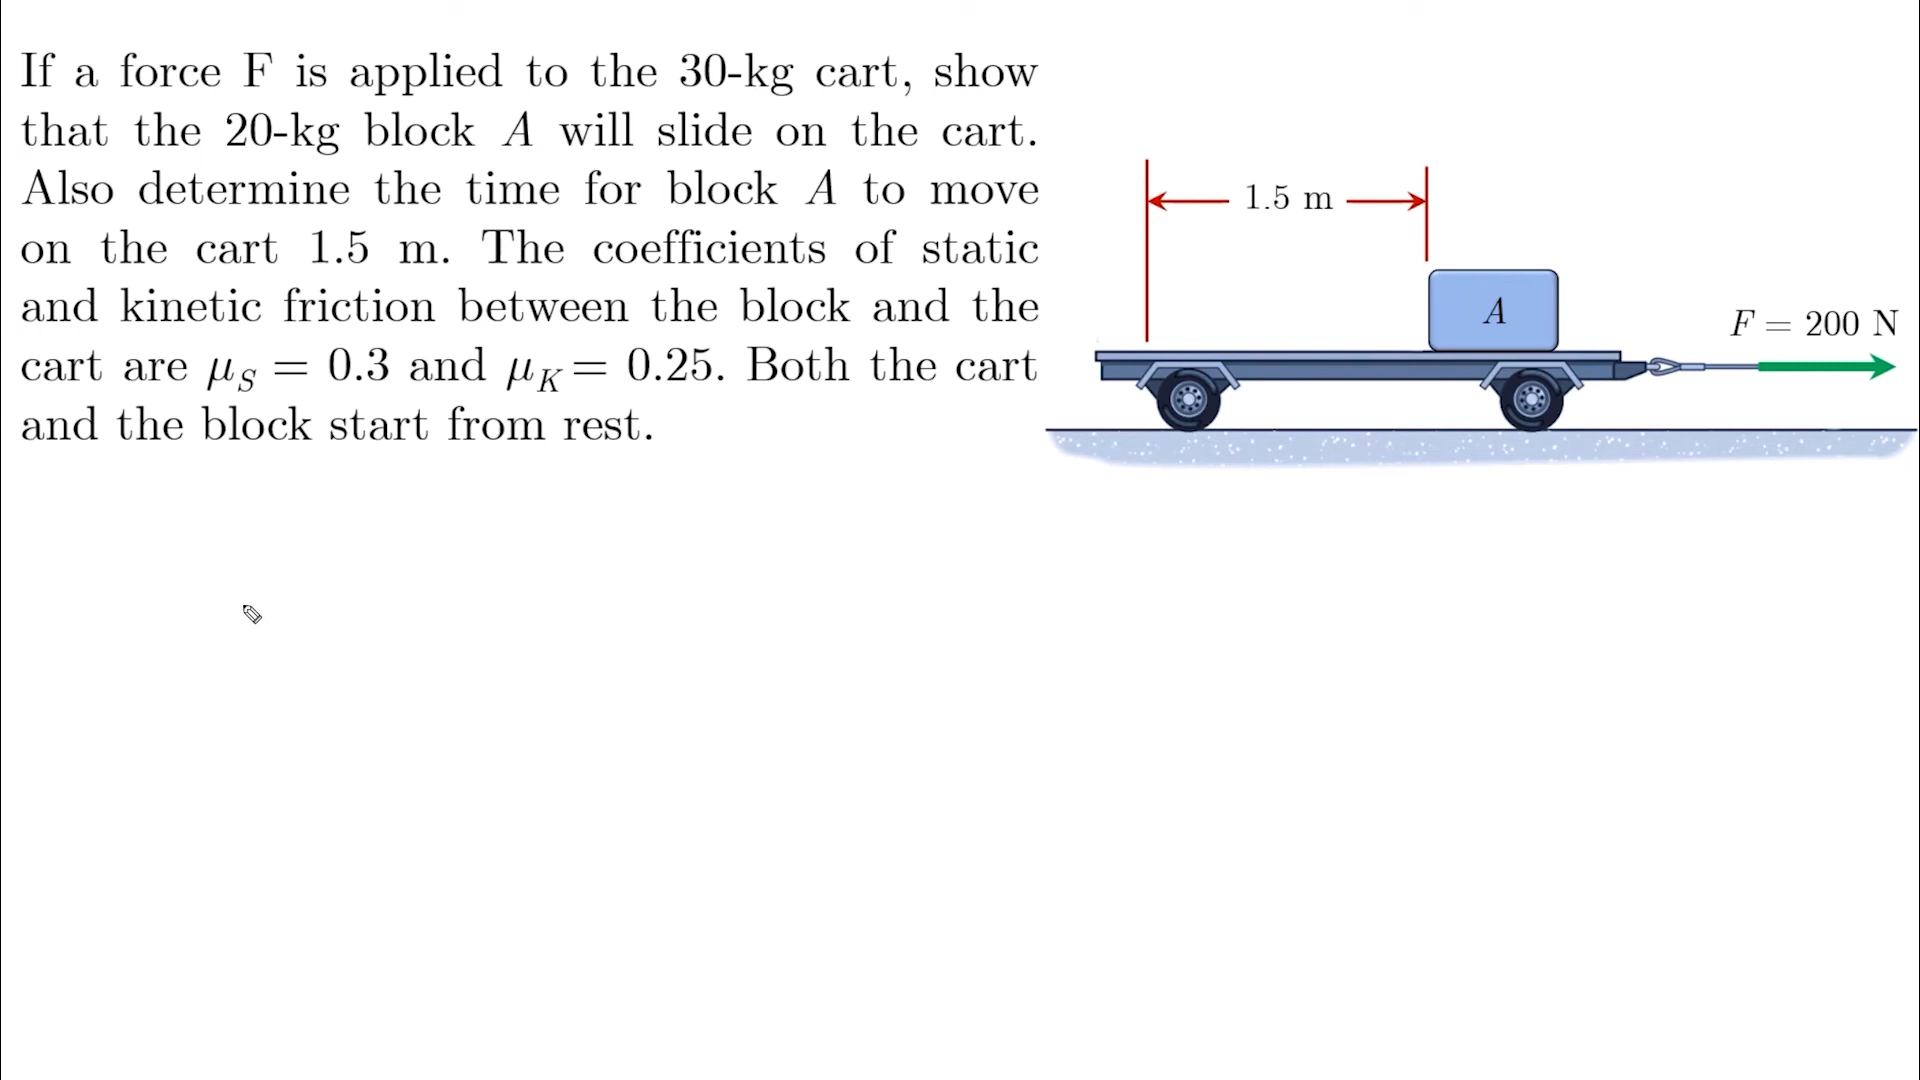 If a force F is applied to the 30-kg cart, show
that the 20-kg block A will slide on the cart.
Also determine the time for block A to move
on the cart 1.5 m. The coefficients of static
and kinetic friction between the block and the
cart are μS = 0.3 and μK = 0.25. Both the cart
and the block start from rest.
1.5 m
A
F = 200 N